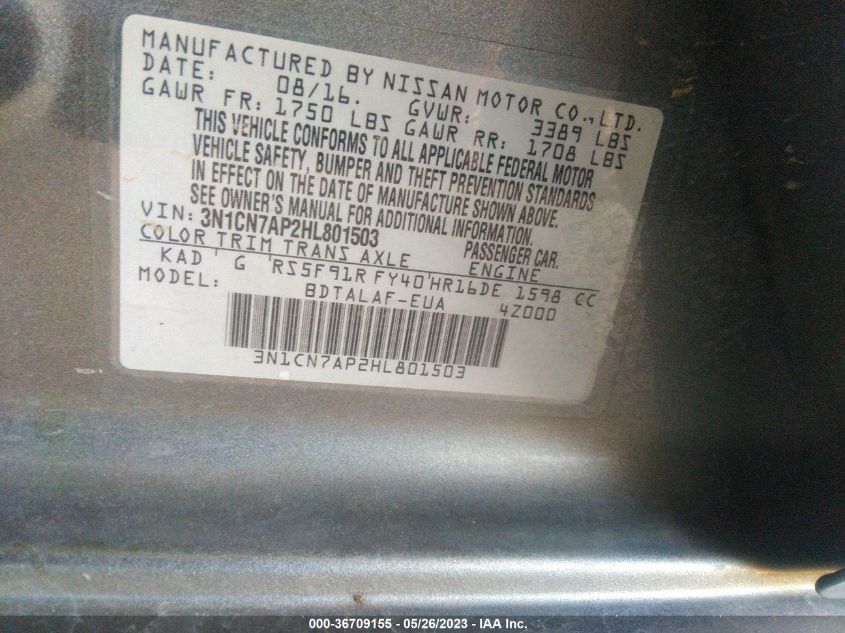 MANUFACTURED BY NISSAN MOTOR CO.,LTD.
DATE: 08/16. GVWR: 3389 LBS
GAWR FR: 1750 LBS GAWR RR: 1708 LBS
THIS VEHICLE CONFORMS TO ALL APPLICABLE FEDERAL MOTOR
VEHICLE SAFETY, BUMPER AND THEFT PREVENTION STANDARDS
IN EFFECT ON THE DATE OF MANUFACTURE SHOWN ABOVE.
SEE OWNER'S MANUAL FOR ADDITIONAL INFORMATION.
VIN: 3N1CN7AP2HL801503 PASSENGER CAR.
COLOR TRIM TRANS AXLE ENGINE
KAD ' G 'RS5F91R FY40'HR16DE 1598 CC
MODEL: BDTALAF-EUA 4Z000
3N1CN7AP2HL801503
000-36709155 - 05/26/2023 - IAA Inc.